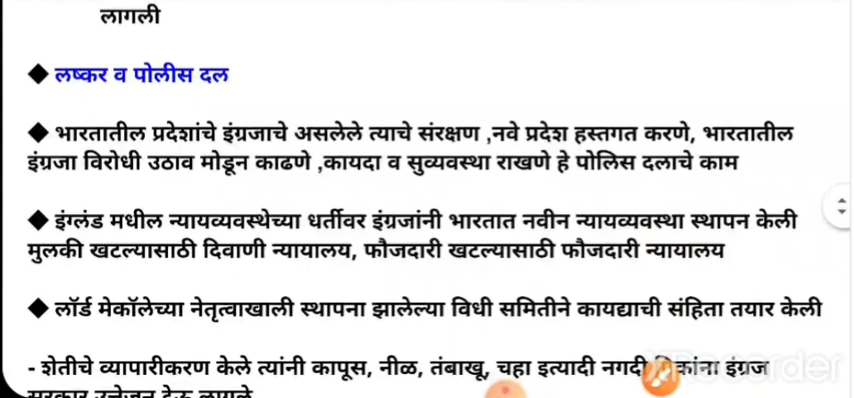 लागली
◆ लष्कर व पोलीस दल
◆ भारतातील प्रदेशांचे इंग्रजाचे असलेले त्याचे संरक्षण ,नवे प्रदेश हस्तगत करणे, भारतातील
इंग्रजा विरोधी उठाव मोडून काढणे ,कायदा व सुव्यवस्था राखणे हे पोलिस दलाचे काम
◆ इंग्लंड मधील न्यायव्यवस्थेच्या धर्तीवर इंग्रजांनी भारतात नवीन न्यायव्यवस्था स्थापन केली
मुलकी खटल्यासाठी दिवाणी न्यायालय, फौजदारी खटल्यासाठी फौजदारी न्यायालय
◆ लॉर्ड मेकॉलेच्या नेतृत्वाखाली स्थापना झालेल्या विधी समितीने कायद्याची संहिता तयार केली
- शेतीचे व्यापारीकरण केले त्यांनी कापूस, नीळ, तंबाखू, चहा इत्यादी नगदी इंग्रज